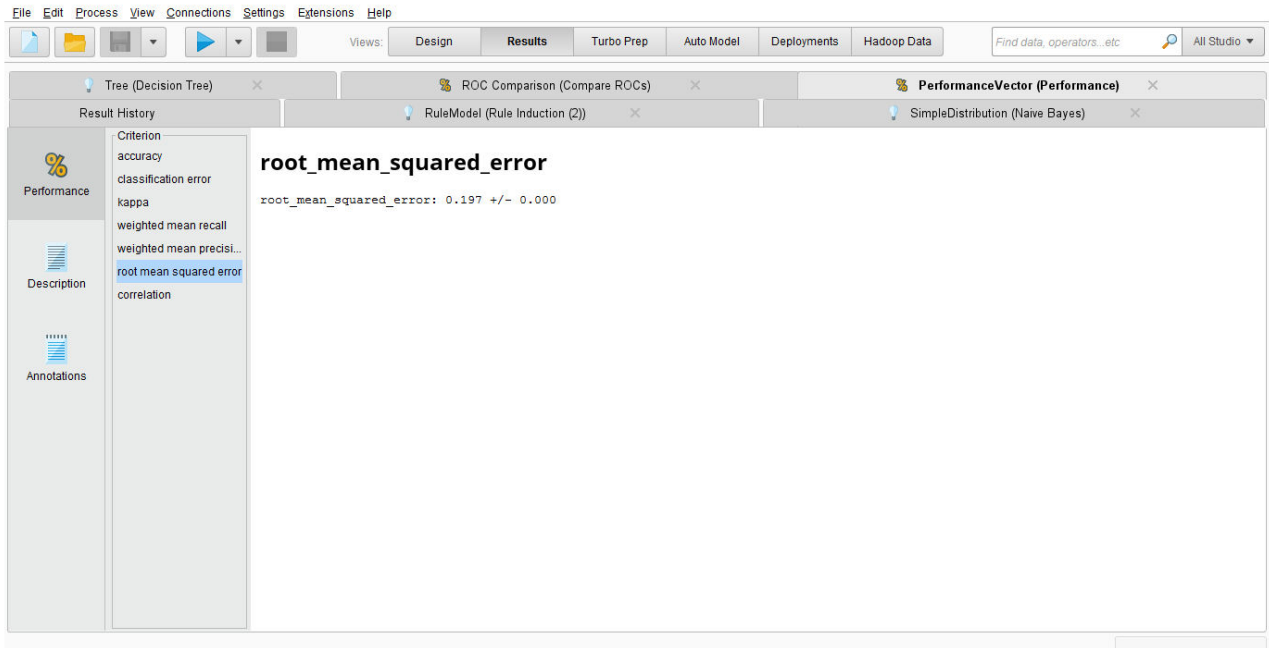 File Edit Process View Connections Settings Extensions Help
Views: Design Results Turbo Prep Auto Model Deployments Hadoop Data Find data, operators...etc All Studio
Tree (Decision Tree) ROC Comparison (Compare ROCs) PerformanceVector (Performance)
Result History RuleModel (Rule Induction (2)) SimpleDistribution (Naive Bayes)
Performance
Description
Annotations
Criterion
accuracy
classification error
kappa
weighted mean recall
weighted mean precisi...
root mean squared error
correlation
root_mean_squared_error
root_mean_squared_error: 0.197 +/- 0.000